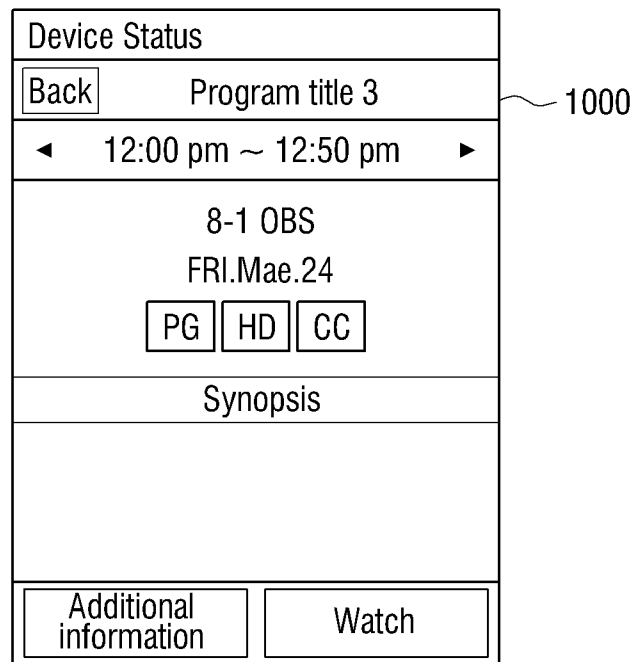 Device Status
Back Program title 3
1000
◄ 12:00 pm ~ 12:50 pm ►
8-1 OBS
FRI.Mae.24
PG HD CC
Synopsis
Additional
information
Watch